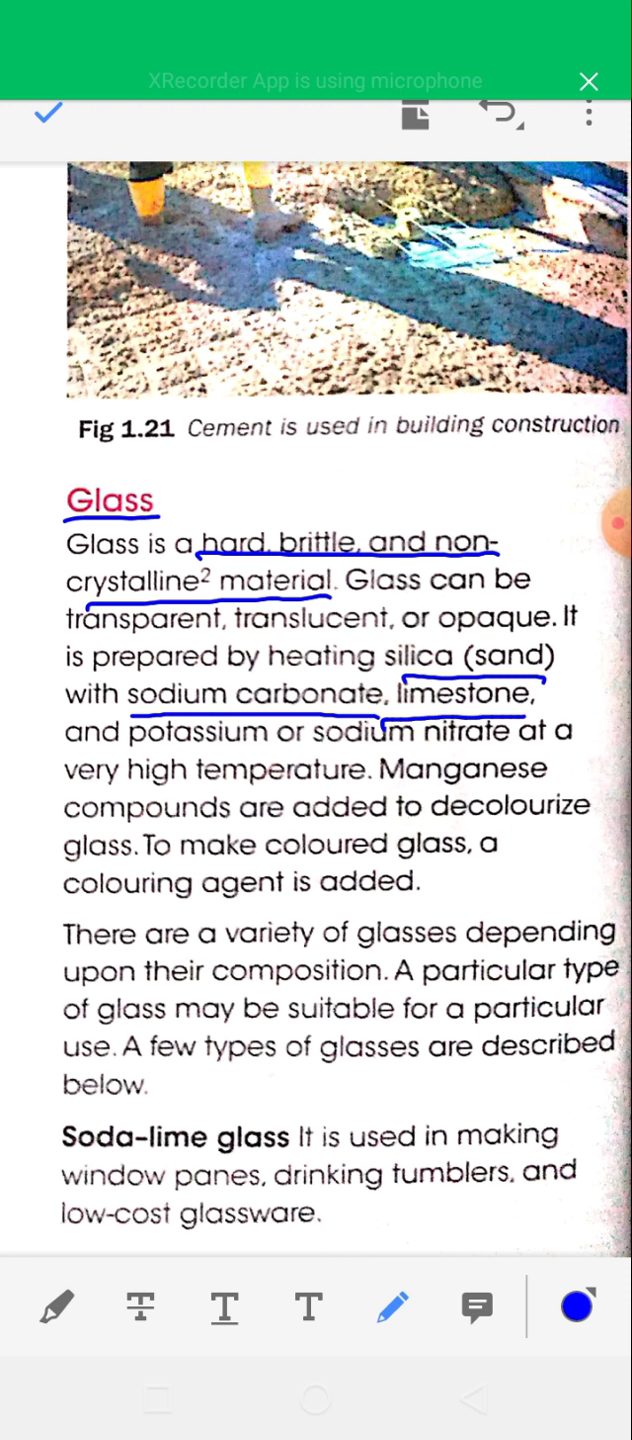 XRecorder App is using microphone
Fig 1.21 Cement is used in building construction
Glass
Glass is a hard, brittle, and non-
crystalline² material. Glass can be
transparent, translucent, or opaque. It
is prepared by heating silica (sand)
with sodium carbonate, limestone,
and potassium or sodium nitrate at a
very high temperature. Manganese
compounds are added to decolourize
glass. To make coloured glass, a
colouring agent is added.
There are a variety of glasses depending
upon their composition. A particular type
of glass may be suitable for a particular
use. A few types of glasses are described
below.
Soda-lime glass It is used in making
window panes, drinking tumblers, and
low-cost glassware.